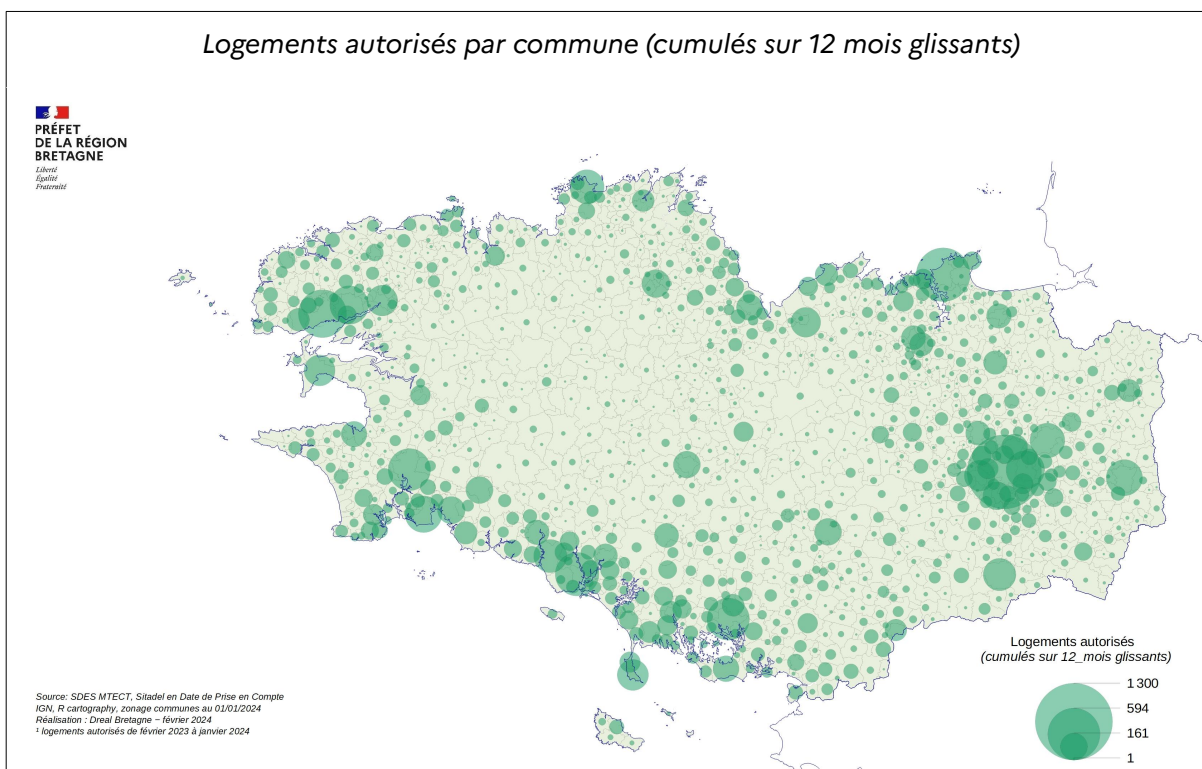 Logements autorisés par commune (cumulés sur 12 mois glissants)
PRÉFET
DE LA RÉGION
BRETAGNE
Liberté
Égalité
Fraternité
Logements autorisés
(cumulés sur 12_mois glissants)
1 300
594
161
1
Source: SDES MTECT, Sitadel en Date de Prise en Compte
IGN, R cartography, zonage communes au 01/01/2024
Réalisation : Dreal Bretagne − février 2024
¹ logements autorisés de février 2023 à janvier 2024